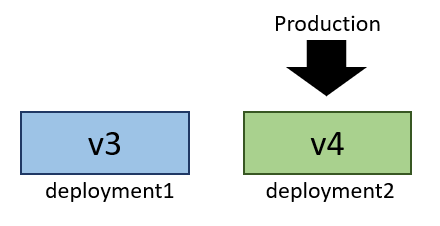 Production
v3
v4
deployment1
deployment2